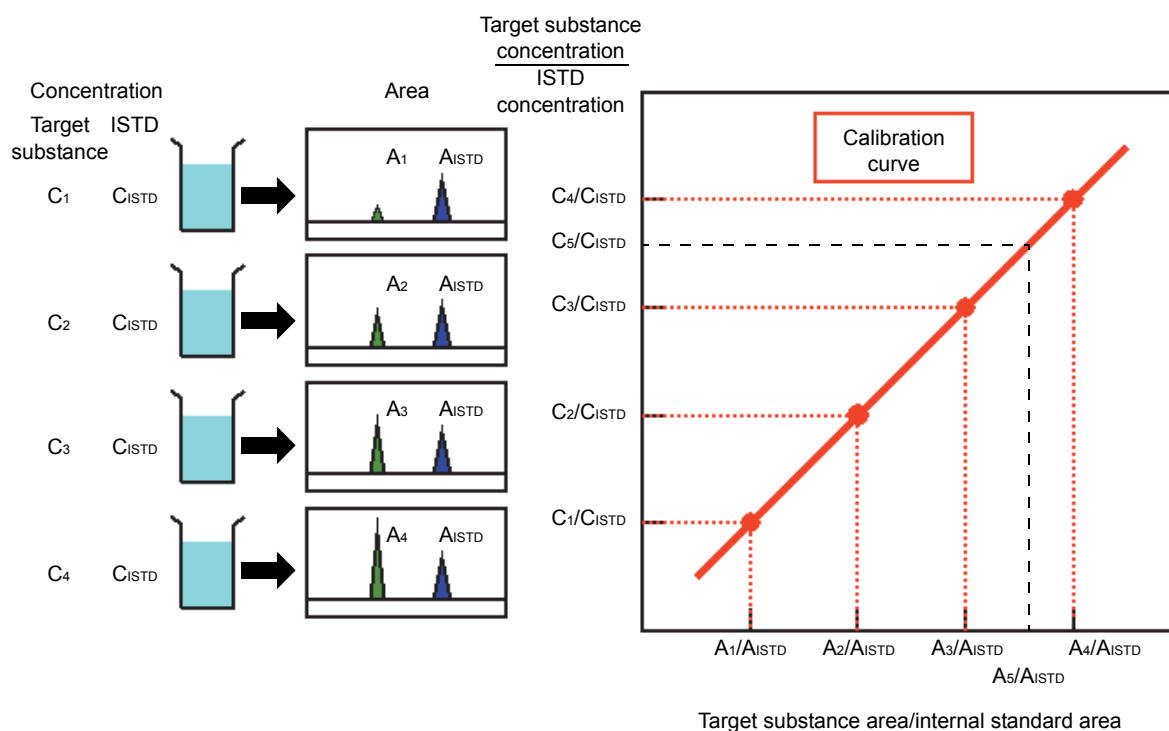 Target substance
concentration
ISTD
concentration
Concentration
Area
Target ISTD
substance
C1 CISTD
A1 AISTD
C2 CISTD
A2 AISTD
C3 CISTD
A3 AISTD
C4 CISTD
A4 AISTD
Calibration
curve
C4/CISTD
C5/CISTD
C3/CISTD
C2/CISTD
C1/CISTD
A1/AISTD A2/AISTD A3/AISTD A4/AISTD
A5/AISTD
Target substance area/internal standard area